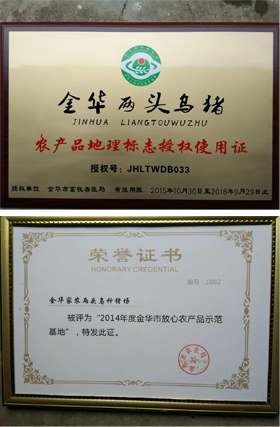 金华两头乌猪
JINHUA LIANGTOUWUZHU
农产品地理标志授权使用证
授权号：JHLTWDB033
授权单位 金华市畜牧兽医局 有效期限：2015年10月30日至2018年9月29日止
荣誉证书
HONORARY CREDENTIAL
编号：1002
金华家农两头乌种猪场
被评为“2014年度金华市放心农产品示范
基地”，特发此证。